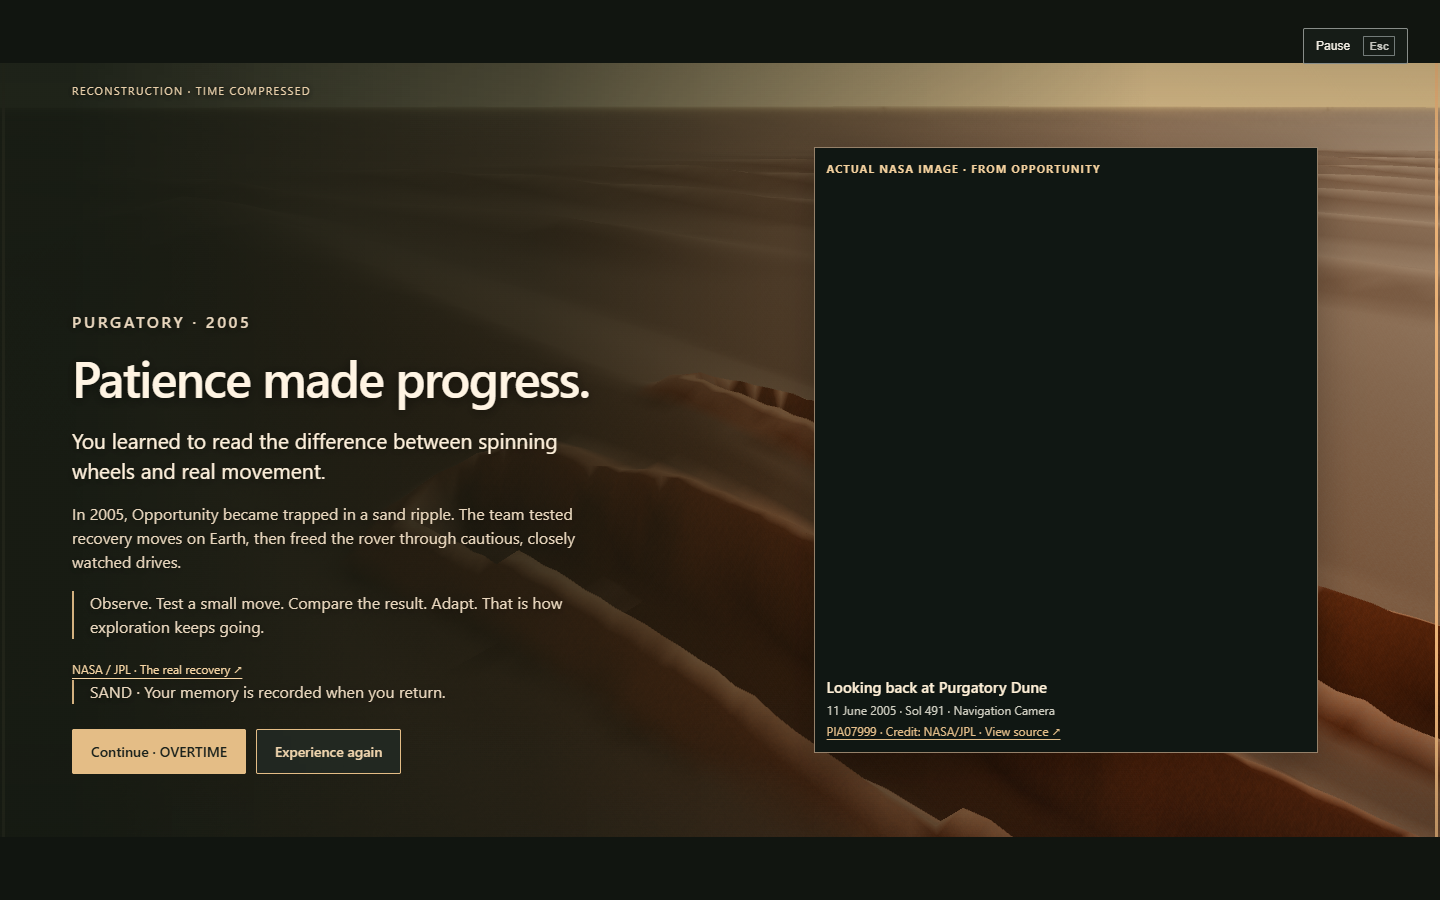 Pause Esc
RECONSTRUCTION · TIME COMPRESSED
PURGATORY · 2005
Patience made progress.
You learned to read the difference between spinning
wheels and real movement.
In 2005, Opportunity became trapped in a sand ripple. The team tested
recovery moves on Earth, then freed the rover through cautious, closely
watched drives.
Observe. Test a small move. Compare the result. Adapt. That is how
exploration keeps going.
NASA / JPL · The real recovery ↗
SAND · Your memory is recorded when you return.
Continue · OVERTIME
Experience again
ACTUAL NASA IMAGE · FROM OPPORTUNITY
Looking back at Purgatory Dune
11 June 2005 · Sol 491 · Navigation Camera
PIA07999 · Credit: NASA/JPL · View source ↗